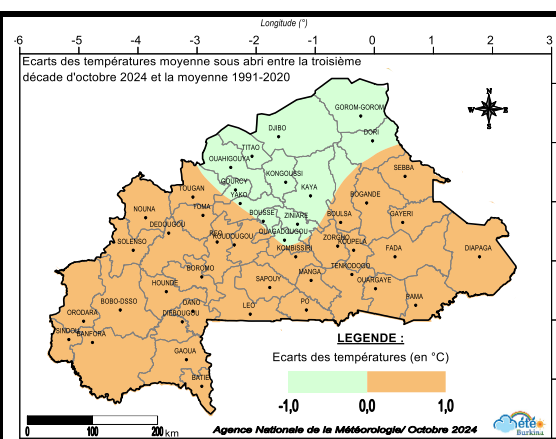 Longitude (°)
-6 -5 -4 -3 -2 -1 0 1 2 3
Ecarts des températures moyenne sous abri entre la troisième
décade d'octobre 2024 et la moyenne 1991-2020
N
W E
S
GOROM-GOROM
DJIBO
DORI
TITAO
OUAHIGOUYA
SEBBA
KONGOUSSI
GOURCY
KAYA
TOUGAN
YAKO
BOGANDE
NOUNA
TOMA
BOUSSE
ZINIARE
BOULSA
GAYERI
DEDOUGOU
REO
KOUDOUGOU
OUAGADOUGOU
ZORGHO
KOUPELA
SOLENSO
KOMBISSIRI
FADA
DIAPAGA
BOROMO
TENKODOGO
HOUNDE
SAPOUY
MANGA
OUARGAYE
BOBO-DSSO
DANO
LEO
PO
PAMA
ORODARA
DIEBOUGOU
SINDOU
BANFORA
GAOUA
BATIE
LEGENDE :
Ecarts des températures (en °C)
-1,0 0,0 1,0
0 100 200 km
Agence Nationale de la Météorologie/ Octobre 2024
Météo
Burkina